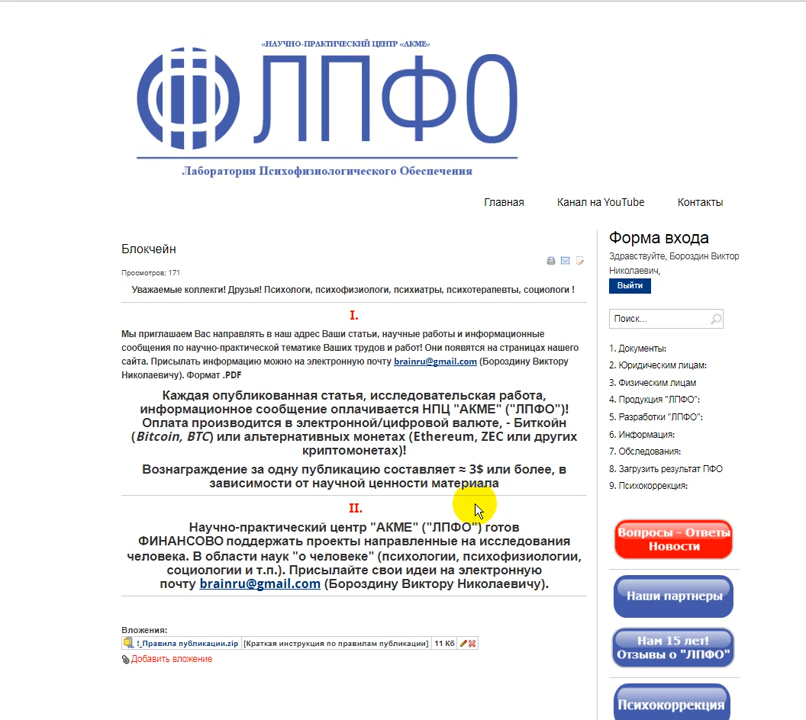 «НАУЧНО-ПРАКТИЧЕСКИЙ ЦЕНТР «АКМЕ»
ЛПФО
Лаборатория Психофизиологического Обеспечения
Главная Канал на YouTube Контакты
Блокчейн
Просмотров: 171
Уважаемые коллеги! Друзья! Психологи, психофизиологи, психиатры, психотерапевты, социологи !
I.
Мы приглашаем Вас направлять в наш адрес Ваши статьи, научные работы и информационные
сообщения по научно-практической тематике Ваших трудов и работ! Они появятся на страницах нашего
сайта. Присылать информацию можно на электронную почту brainru@gmail.com (Бороздину Виктору
Николаевичу). Формат .PDF
Каждая опубликованная статья, исследовательская работа,
информационное сообщение оплачивается НПЦ "АКМЕ" ("ЛПФО")!
Оплата производится в электронной/цифровой валюте, - Биткойн
(Bitcoin, BTC) или альтернативных монетах (Ethereum, ZEC или других
криптомонетах)!
Вознаграждение за одну публикацию составляет ≈ 3$ или более, в
зависимости от научной ценности материала
II.
Научно-практический центр "АКМЕ" ("ЛПФО") готов
ФИНАНСОВО поддержать проекты направленные на исследования
человека. В области наук "о человеке" (психологии, психофизиологии,
социологии и т.п.). Присылайте свои идеи на электронную
почту brainru@gmail.com (Бороздину Виктору Николаевичу).
Вложения:
!_Правила публикации.zip [Краткая инструкция по правилам публикации] 11 Кб
Добавить вложение
Форма входа
Здравствуйте, Бороздин Виктор
Николаевич,
Выйти
Поиск...
1. Документы:
2. Юридическим лицам:
3. Физическим лицам
4. Продукция "ЛПФО":
5. Разработки "ЛПФО":
6. Информация:
7. Обследования:
8. Загрузить результат ПФО
9. Психокоррекция:
Вопросы - Ответы
Новости
Наши партнеры
Нам 15 лет!
Отзывы о "ЛПФО"
Психокоррекция